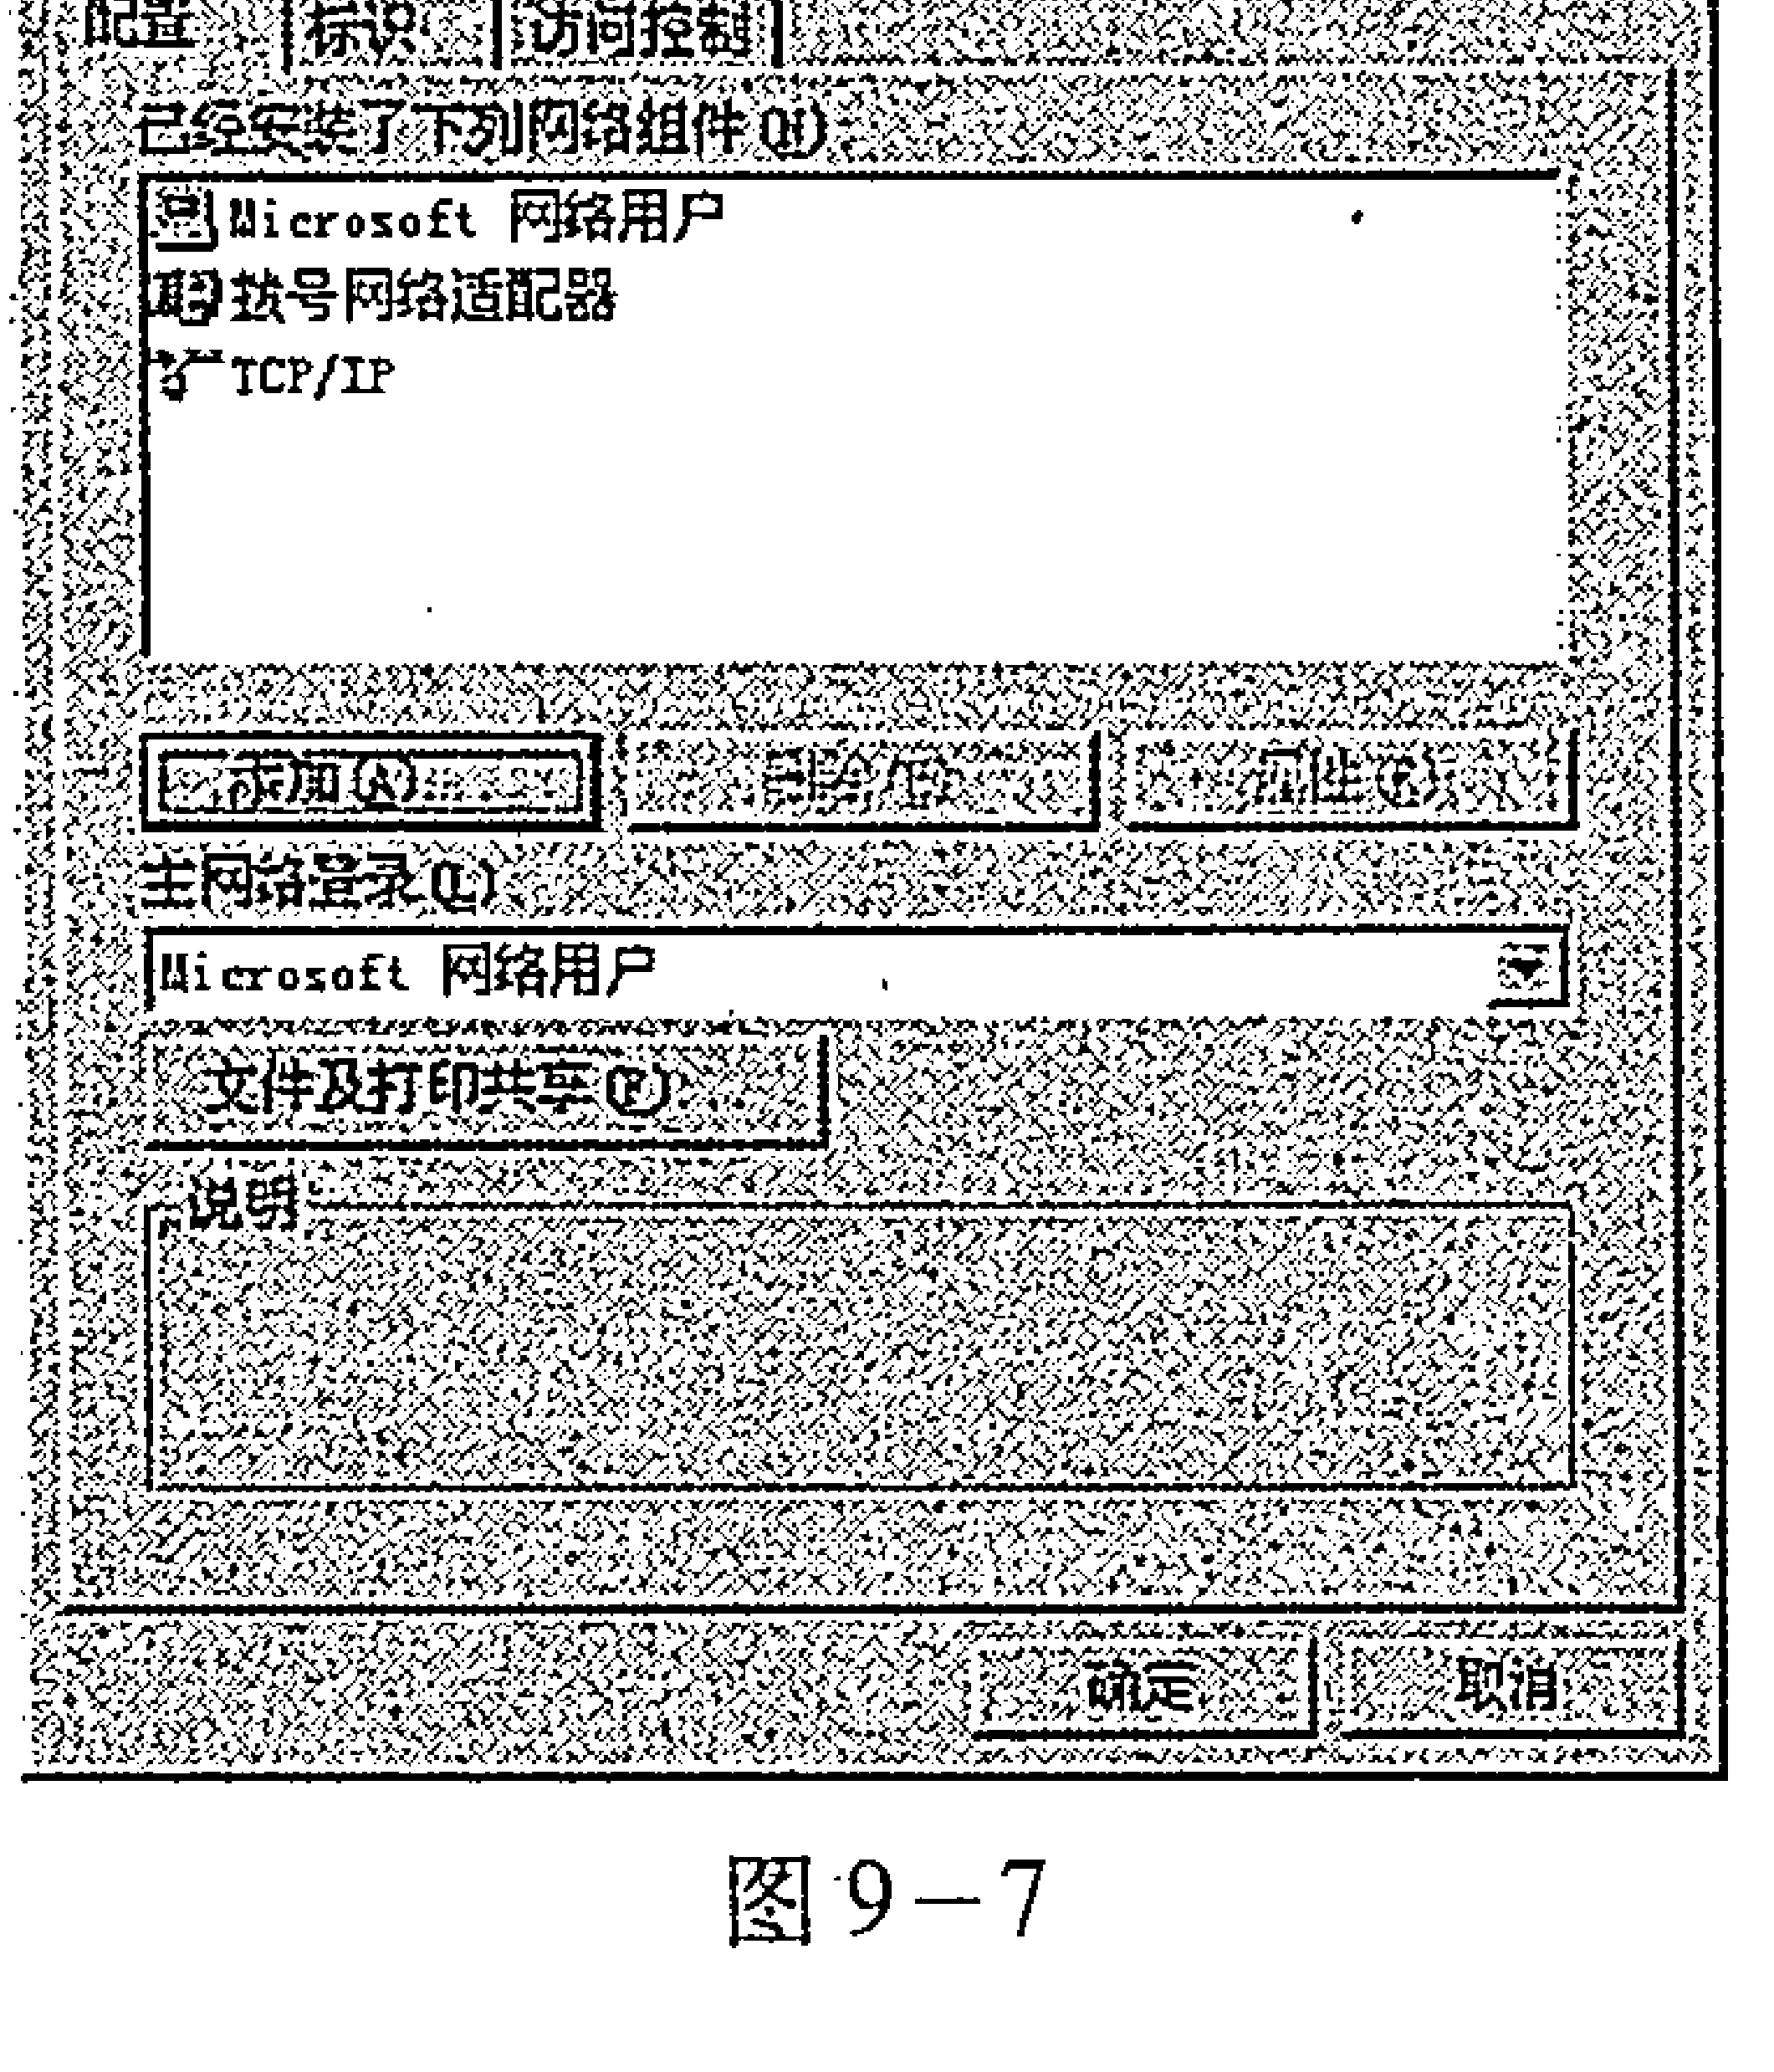 配置 标识 访问控制
已经安装了下列网络组件(N)
Microsoft 网络用户
拨号网络适配器
TCP/IP
添加(A)... 删除(E) 属性(R)
主网络登录(L)
Microsoft 网络用户
文件及打印共享(F)...
说明
确定 取消
图 9-7